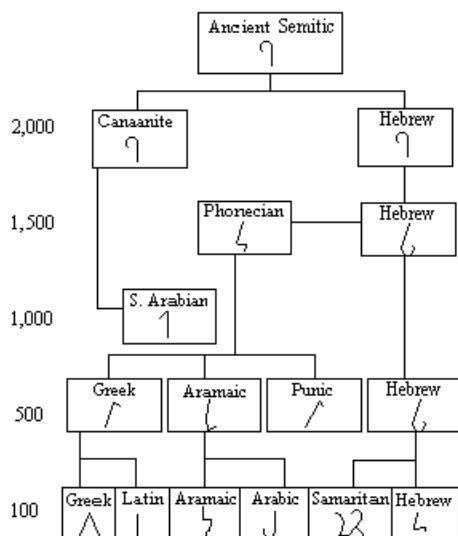 Ancient Semitic
2,000
Canaanite
Hebrew
1,500
Phonecian
Hebrew
1,000
S. Arabian
500
Greek
Aramaic
Punic
Hebrew
100
Greek
Latin
Aramaic
Arabic
Samaritan
Hebrew